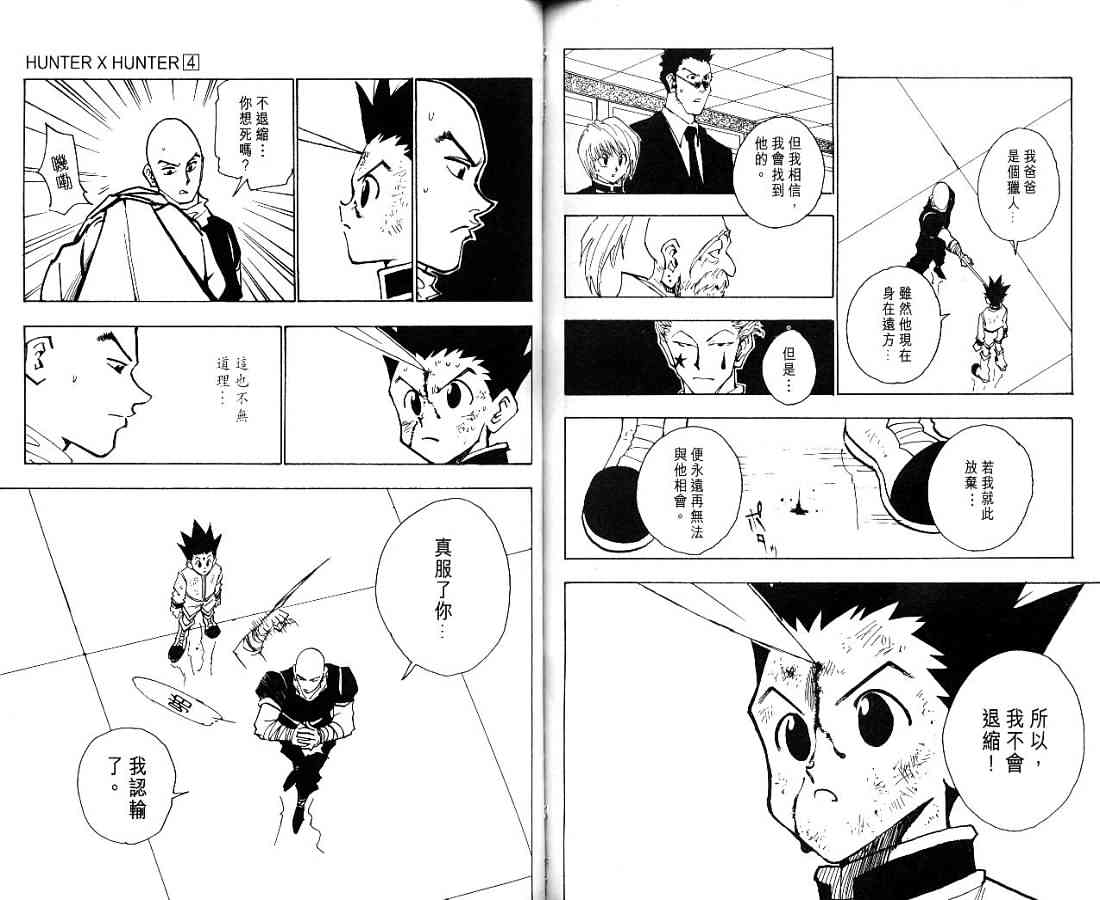 HUNTER X HUNTER 4
我爸爸
是個獵人…
雖然他現在
身在遠方…
但我相信，
我會找到
他的。
但是…
若我就此
放棄…
便永遠再無法
與他相會。
ポロッ
所以，
我不會
退縮！
不退縮…
你想死嗎？
嘰嘞
這也不無
道理…
真服了你…
我認輸
了。